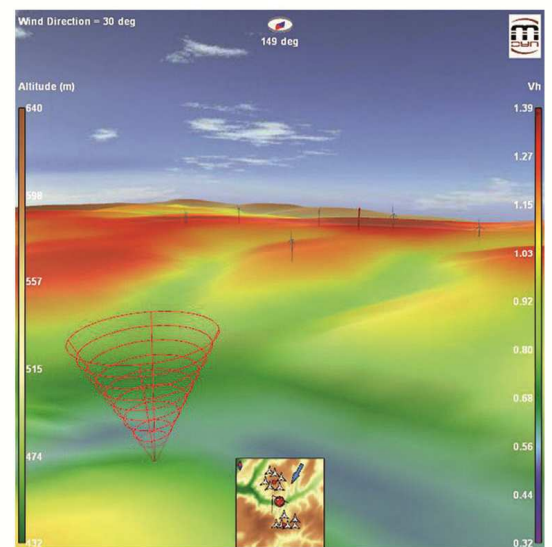 Wind Direction = 30 deg
149 deg
m
dyn
Altitude (m)
Vh
640
598
557
515
474
432
1.39
1.27
1.15
1.03
0.92
0.80
0.68
0.56
0.44
0.32